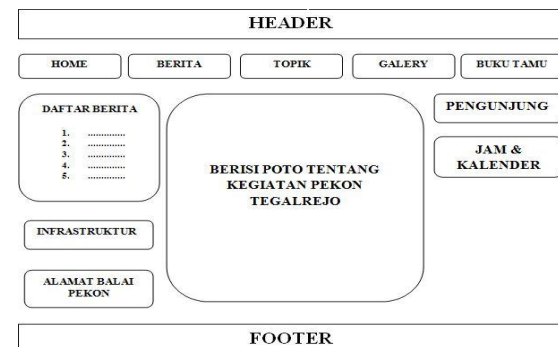 HEADER
HOME
BERITA
TOPIK
GALERY
BUKU TAMU
DAFTAR BERITA
1. ..............
2. ..............
3. ..............
4. ..............
5. ..............
INFRASTRUKTUR
ALAMAT BALAI
PEKON
BERISI POTO TENTANG
KEGIATAN PEKON
TEGALREJO
PENGUNJUNG
JAM &
KALENDER
FOOTER